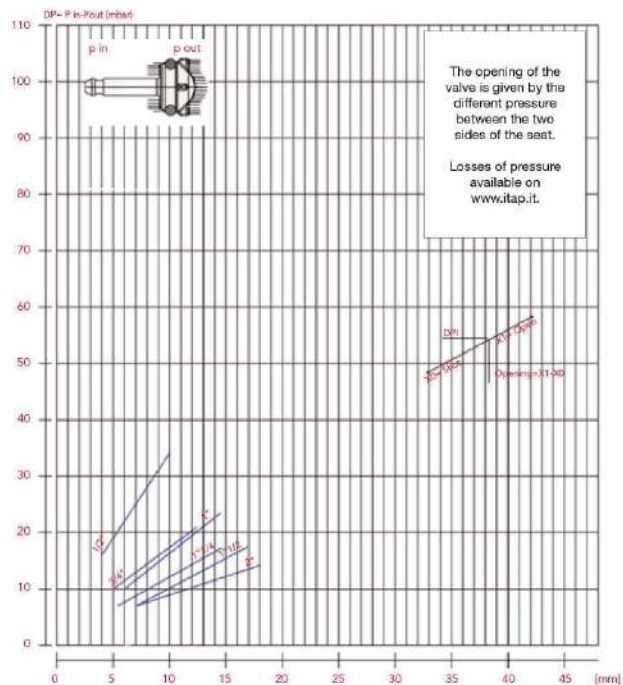 DP= P in-Pout (mbar)
110
p in
p out
100
90
80
70
60
50
40
30
20
10
0
The opening of the
valve is given by the
different pressure
between the two
sides of the seat.
Losses of pressure
available on
www.itap.it.
DPI
X1= Open
X0= Shut
Opening=X1-X0
1/2"
3/4"
1"
1"1/4
1"1/2
2"
0
5
10
15
20
25
30
35
40
45
[mm]